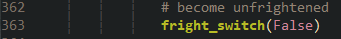 362 # become unfrightened
363 fright_switch(False)